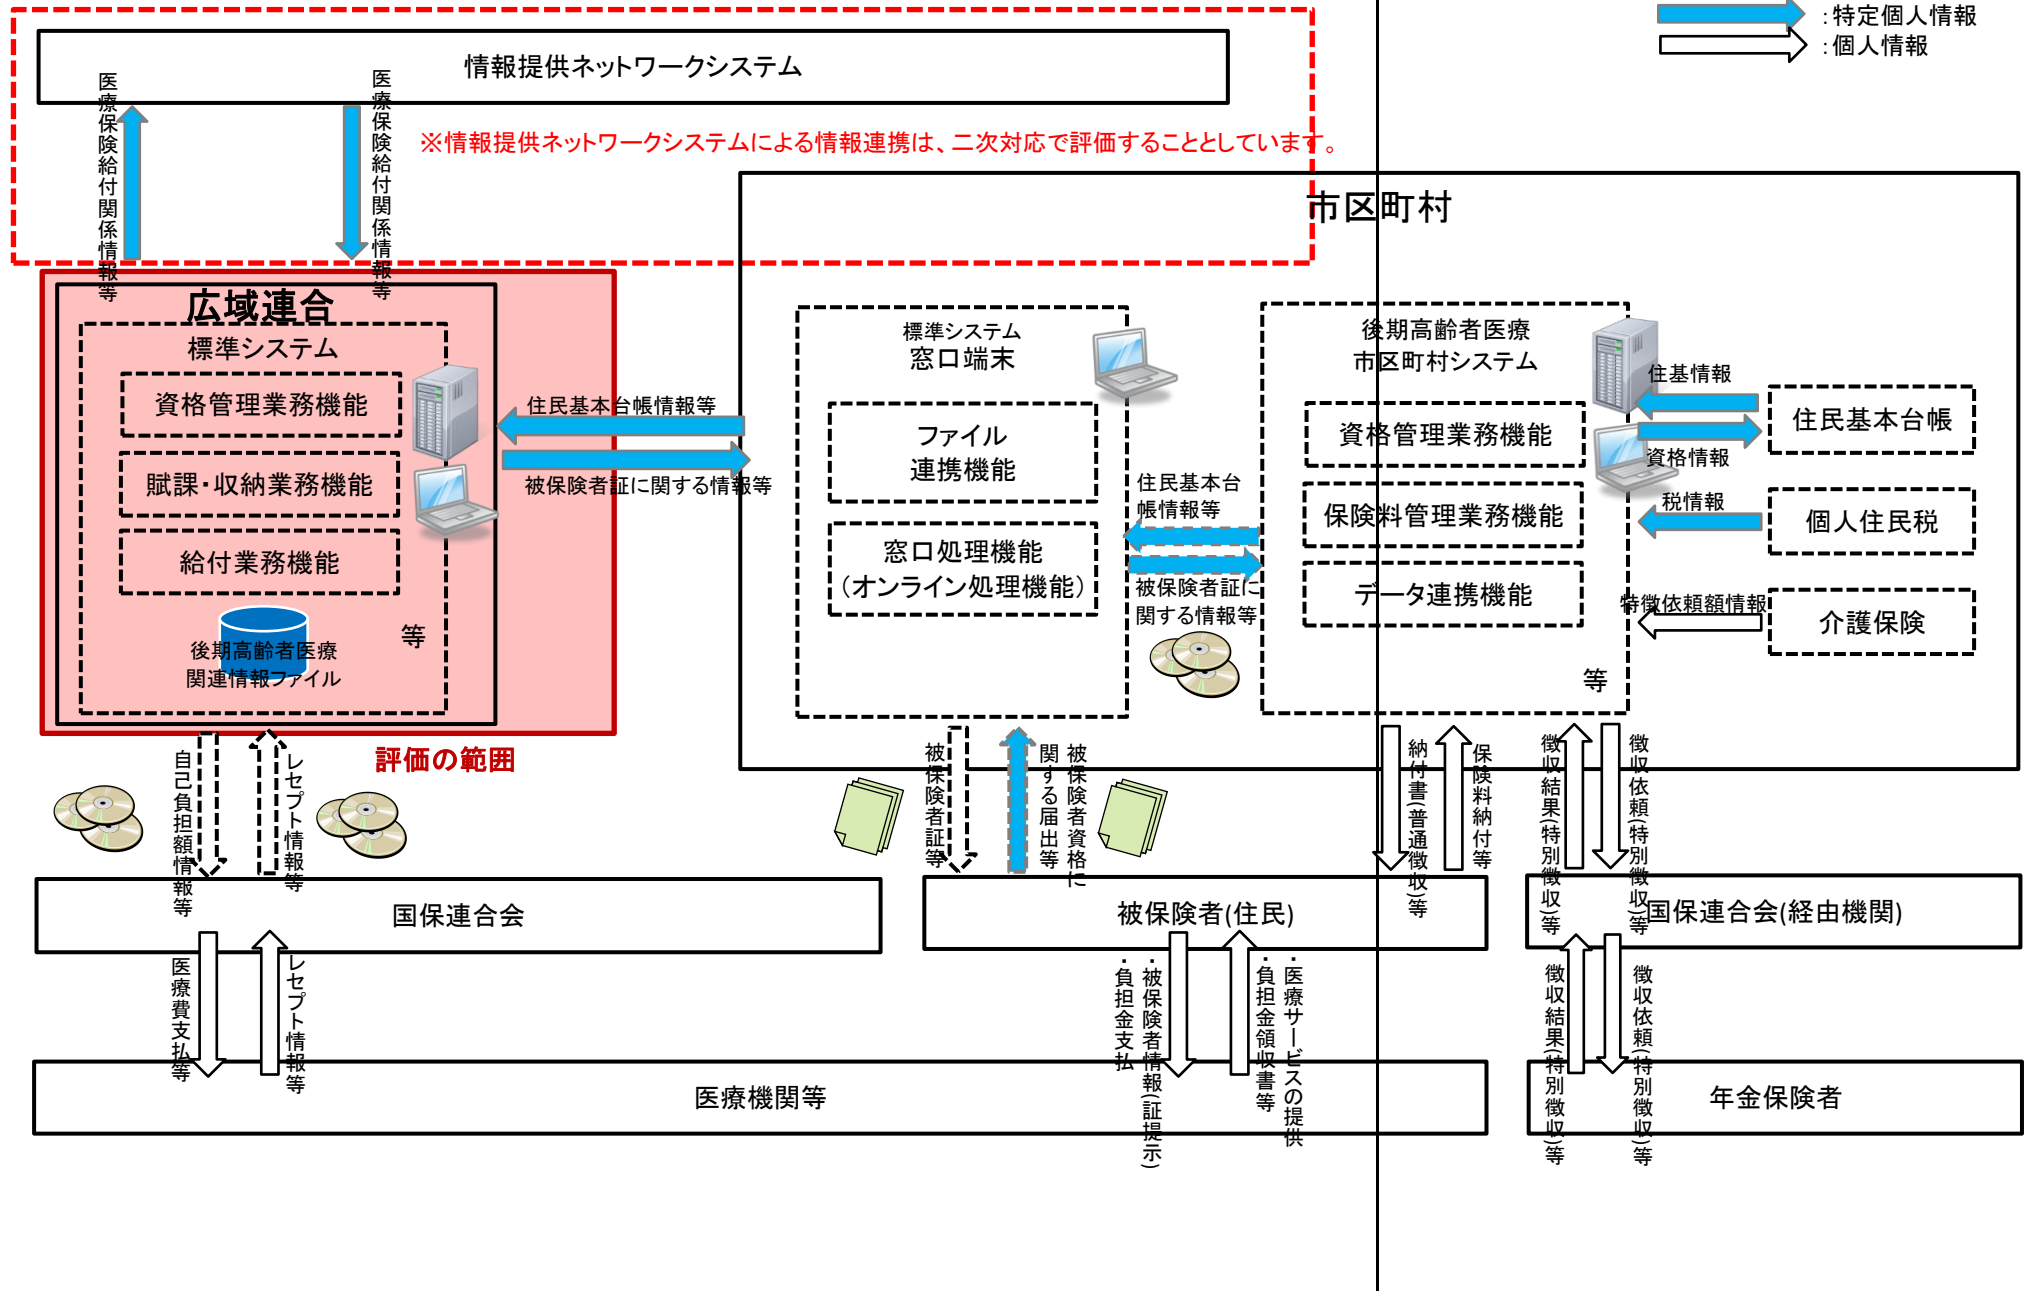 ：特定個人情報
：個人情報
情報提供ネットワークシステム
医療保険給付関係情報等
医療保険給付関係情報等
※情報提供ネットワークシステムによる情報連携は、二次対応で評価することとしています。
市区町村
広域連合
標準システム
資格管理業務機能
賦課・収納業務機能
給付業務機能
後期高齢者医療
関連情報ファイル
等
評価の範囲
住民基本台帳情報等
被保険者証に関する情報等
標準システム
窓口端末
ファイル
連携機能
窓口処理機能
（オンライン処理機能）
住民基本台
帳情報等
被保険者証に
関する情報等
後期高齢者医療
市区町村システム
資格管理業務機能
保険料管理業務機能
データ連携機能
等
住基情報
資格情報
税情報
特徴依頼額情報
住民基本台帳
個人住民税
介護保険
自己負担額情報等
レセプト情報等
被保険者証等
被保険者資格に
関する届出等
納付書(普通徴収)等
保険料納付等
徴収結果(特別徴収)等
徴収依頼(特別徴収)等
国保連合会
被保険者(住民)
国保連合会(経由機関)
医療費支払等
レセプト情報等
・被保険者情報(証提示)
・負担金支払
・医療サービスの提供
・負担金領収書等
徴収結果(特別徴収)等
徴収依頼(特別徴収)等
医療機関等
年金保険者